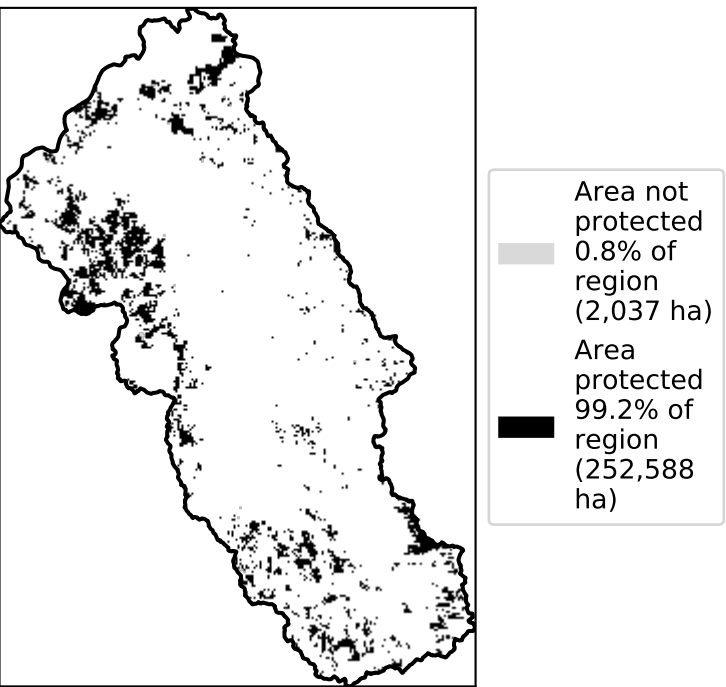 Area not
protected
0.8% of
region
(2,037 ha)
Area
protected
99.2% of
region
(252,588
ha)